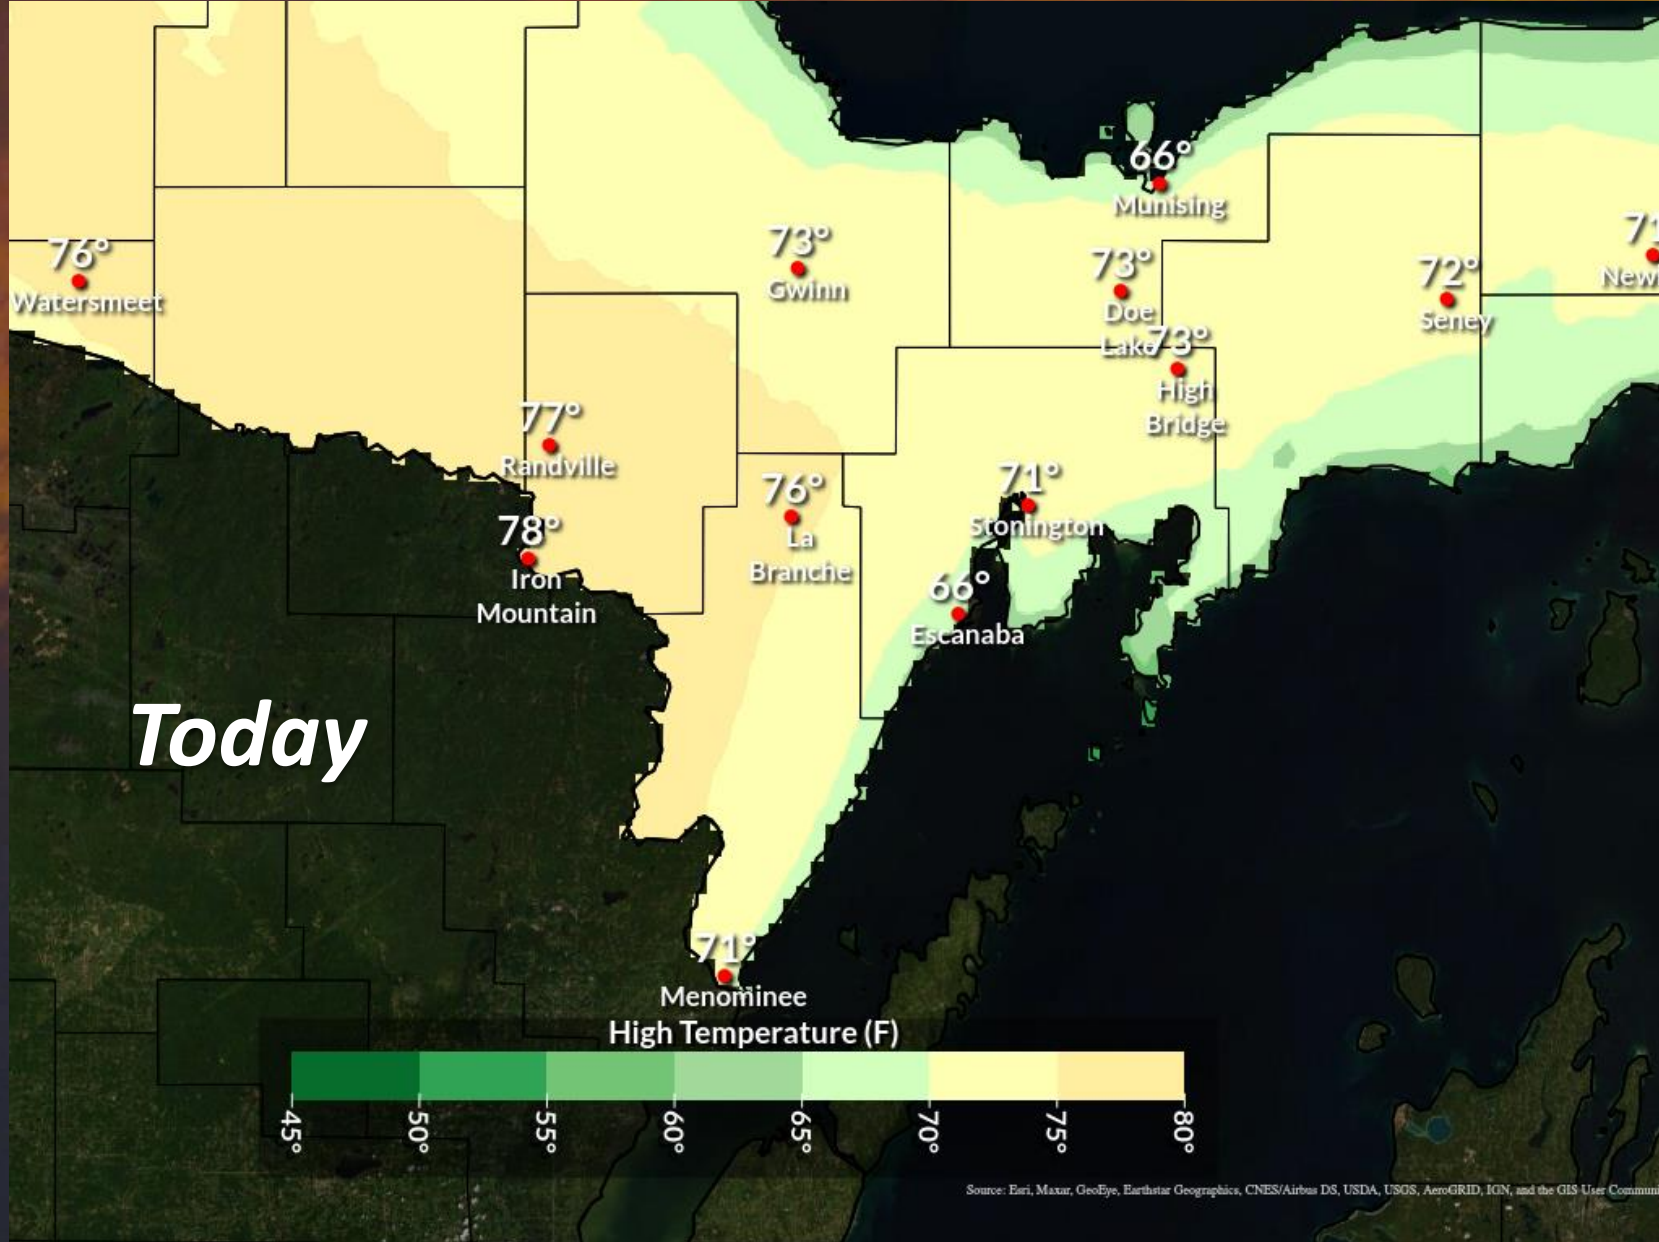 66°
Munising
76°
Watersmeet
73°
Gwinn
73°
Doe
Lake
72°
Seney
71
New
73°
High
Bridge
77°
Randville
76°
La
Branche
71°
Stonington
78°
Iron
Mountain
66°
Escanaba
Today
71°
Menominee
High Temperature (F)
45° 50° 55° 60° 65° 70° 75° 80°
Source: Esri, Maxar, GeoEye, Earthstar Geographics, CNES/Airbus DS, USDA, USGS, AeroGRID, IGN, and the GIS User Communi